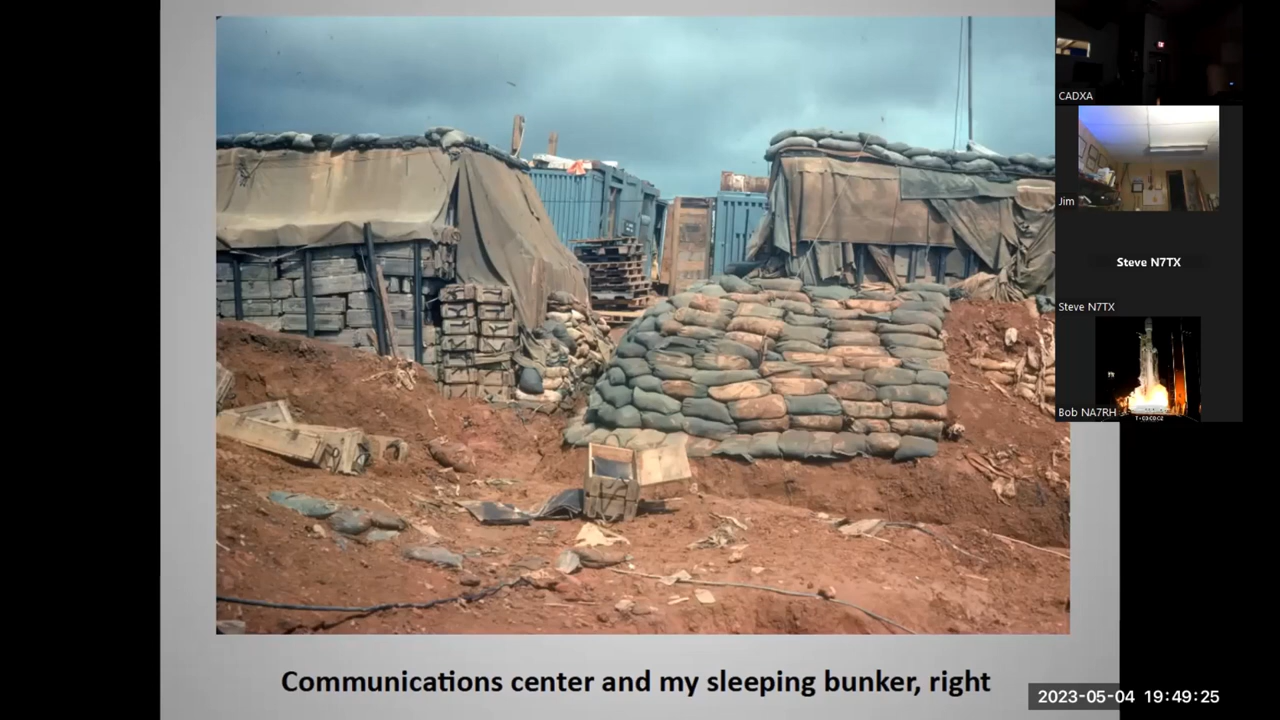 CADXA
Jim
Steve N7TX
Steve N7TX
Bob NA7RH
Communications center and my sleeping bunker, right
2023-05-04 19:49:25